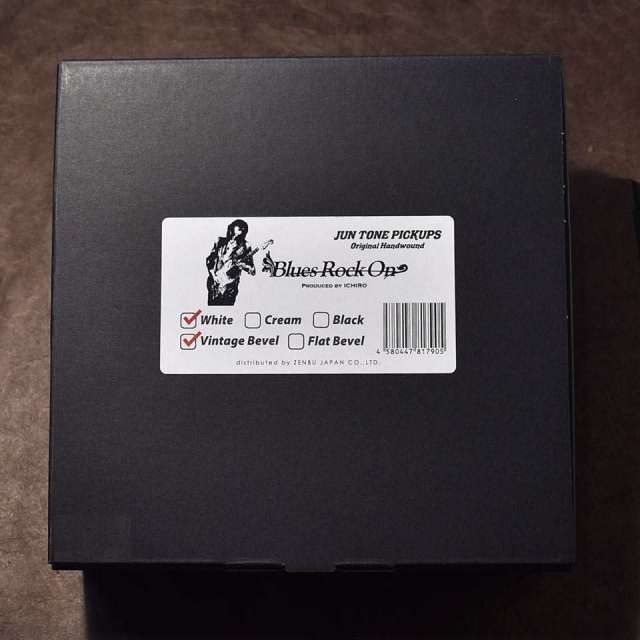 JUN TONE PICKUPS
Original Handwound
Blues Rock On
PRODUCED BY ICHIRO
White Cream Black
Vintage Bevel Flat Bevel
4 580447 817905
distributed by ZENBU JAPAN CO.,LTD.